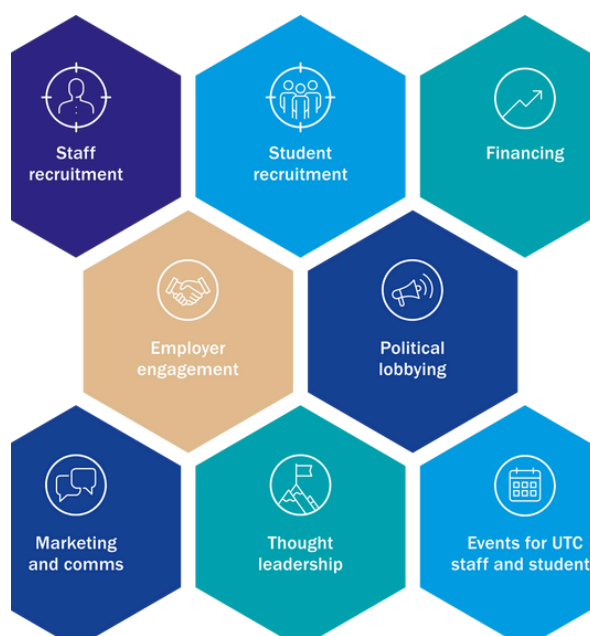 Staff
recruitment
Student
recruitment
Financing
Employer
engagement
Political
lobbying
Marketing
and comms
Thought
leadership
Events for UTC
staff and student